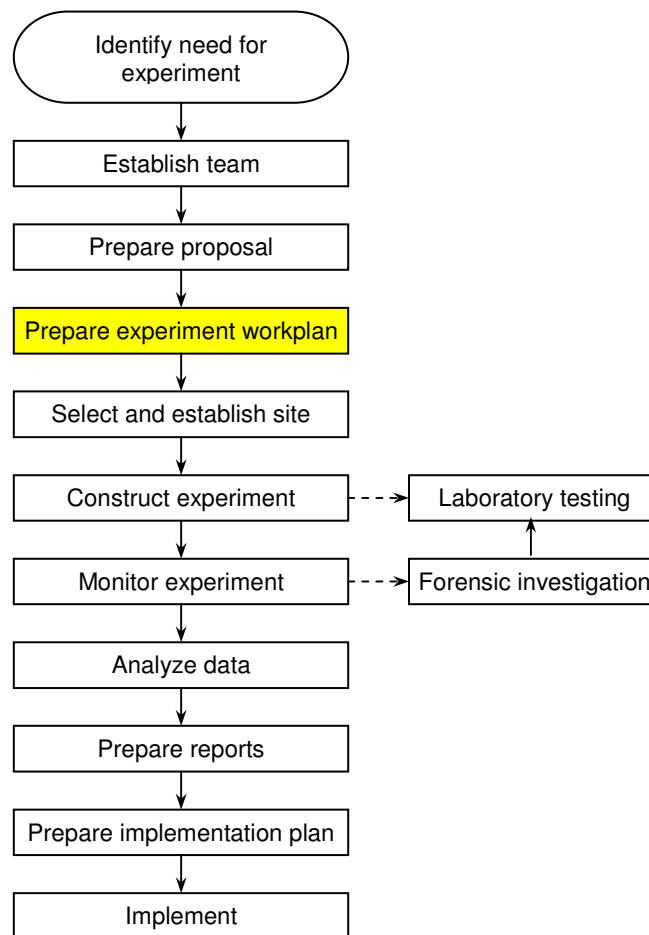 Identify need for
experiment
Establish team
Prepare proposal
Prepare experiment workplan
Select and establish site
Construct experiment
Laboratory testing
Monitor experiment
Forensic investigation
Analyze data
Prepare reports
Prepare implementation plan
Implement